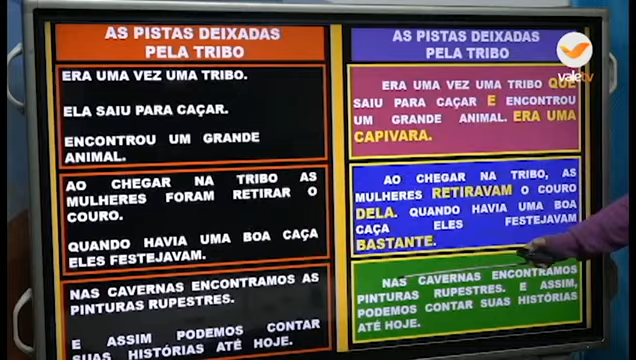 AS PISTAS DEIXADAS
PELA TRIBO
ERA UMA VEZ UMA TRIBO.
ELA SAIU PARA CAÇAR.
ENCONTROU UM GRANDE
ANIMAL.
AO CHEGAR NA TRIBO AS
MULHERES FORAM RETIRAR O
COURO.
QUANDO HAVIA UMA BOA CAÇA
ELES FESTEJAVAM.
NAS CAVERNAS ENCONTRAMOS AS
PINTURAS RUPESTRES.
E ASSIM PODEMOS CONTAR
SUAS HISTÓRIAS ATÉ HOJE.
AS PISTAS DEIXADAS
PELA TRIBO
ERA UMA VEZ UMA TRIBO QUE
SAIU PARA CAÇAR E ENCONTROU
UM GRANDE ANIMAL. ERA UMA
CAPIVARA.
AO CHEGAR NA TRIBO, AS
MULHERES RETIRAVAM O COURO
DELA. QUANDO HAVIA UMA BOA
CAÇA ELES FESTEJAVAM
BASTANTE.
NAS CAVERNAS ENCONTRAMOS
PINTURAS RUPESTRES. E ASSIM,
PODEMOS CONTAR SUAS HISTÓRIAS
ATÉ HOJE.
valetv